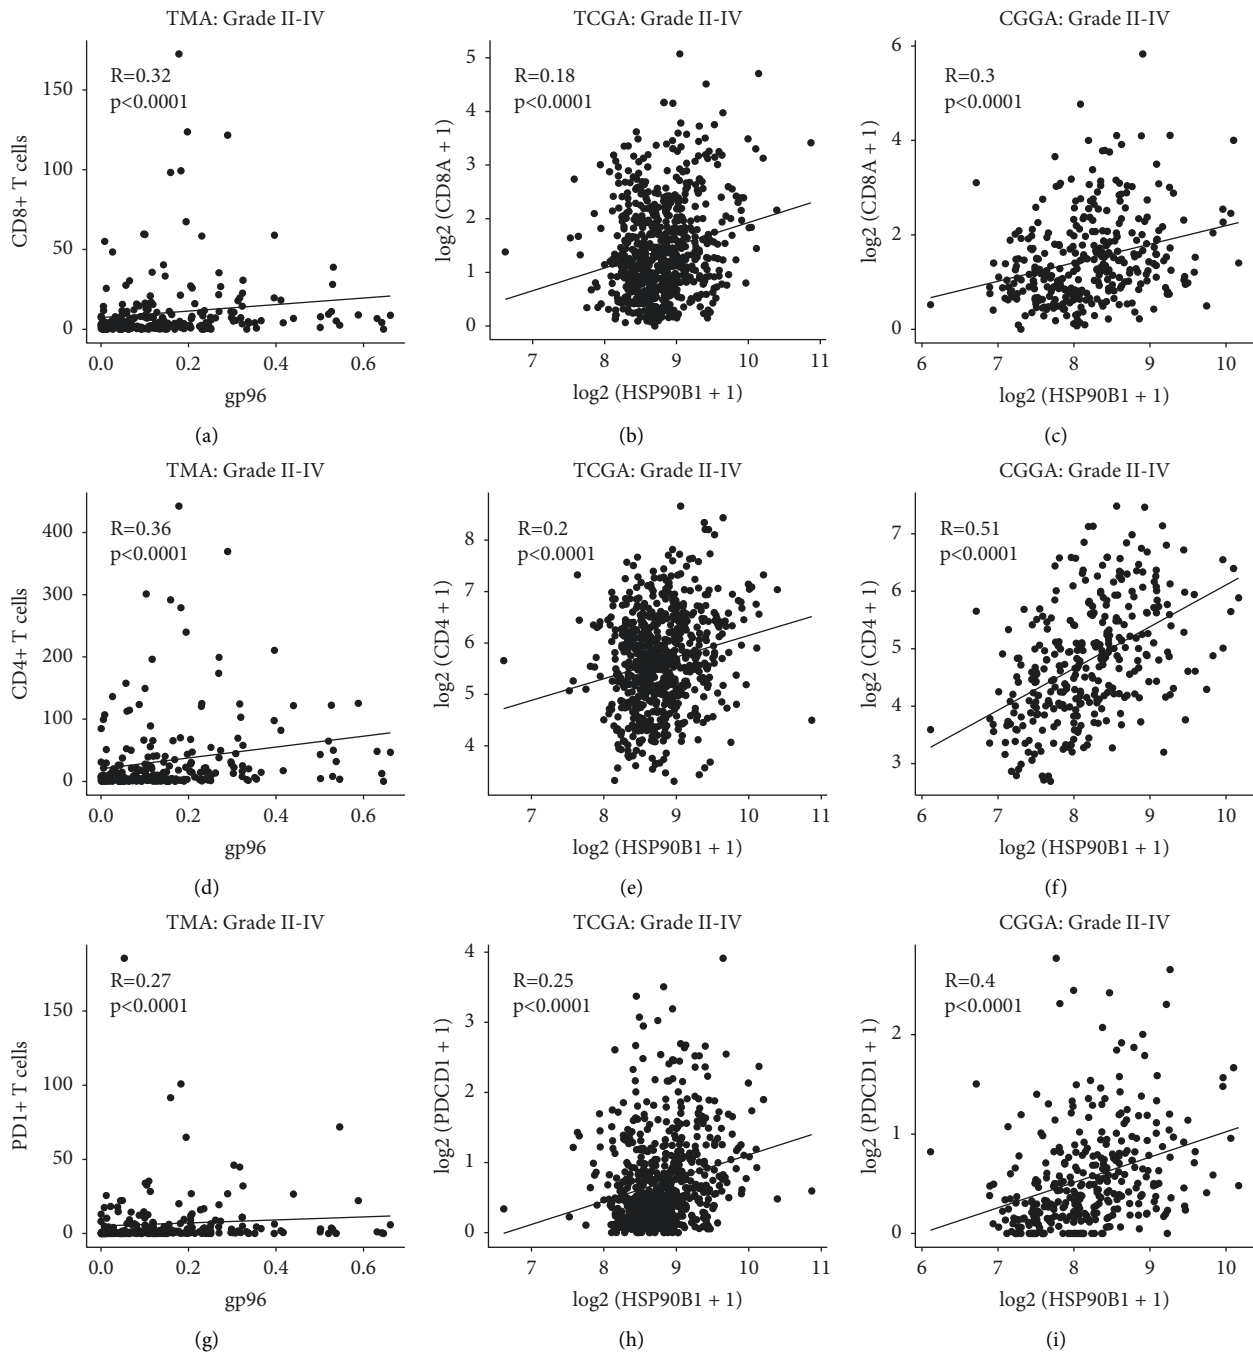 TMA: Grade II-IV
R=0.32
p<0.0001
CD8+ T cells
150
100
50
0
0.0 0.2 0.4 0.6
gp96
(a)
TCGA: Grade II-IV
R=0.18
p<0.0001
log2 (CD8A + 1)
5
4
3
2
1
0
7 8 9 10 11
log2 (HSP90B1 + 1)
(b)
CGGA: Grade II-IV
R=0.3
p<0.0001
log2 (CD8A + 1)
6
4
2
0
6 7 8 9 10
log2 (HSP90B1 + 1)
(c)
TMA: Grade II-IV
R=0.36
p<0.0001
CD4+ T cells
400
300
200
100
0
0.0 0.2 0.4 0.6
gp96
(d)
TCGA: Grade II-IV
R=0.2
p<0.0001
log2 (CD4 + 1)
8
7
6
5
4
7 8 9 10 11
log2 (HSP90B1 + 1)
(e)
CGGA: Grade II-IV
R=0.51
p<0.0001
log2 (CD4 + 1)
7
6
5
4
3
6 7 8 9 10
log2 (HSP90B1 + 1)
(f)
TMA: Grade II-IV
R=0.27
p<0.0001
PD1+ T cells
150
100
50
0
0.0 0.2 0.4 0.6
gp96
(g)
TCGA: Grade II-IV
R=0.25
p<0.0001
log2 (PDCD1 + 1)
4
3
2
1
0
7 8 9 10 11
log2 (HSP90B1 + 1)
(h)
CGGA: Grade II-IV
R=0.4
p<0.0001
log2 (PDCD1 + 1)
2
1
0
6 7 8 9 10
log2 (HSP90B1 + 1)
(i)